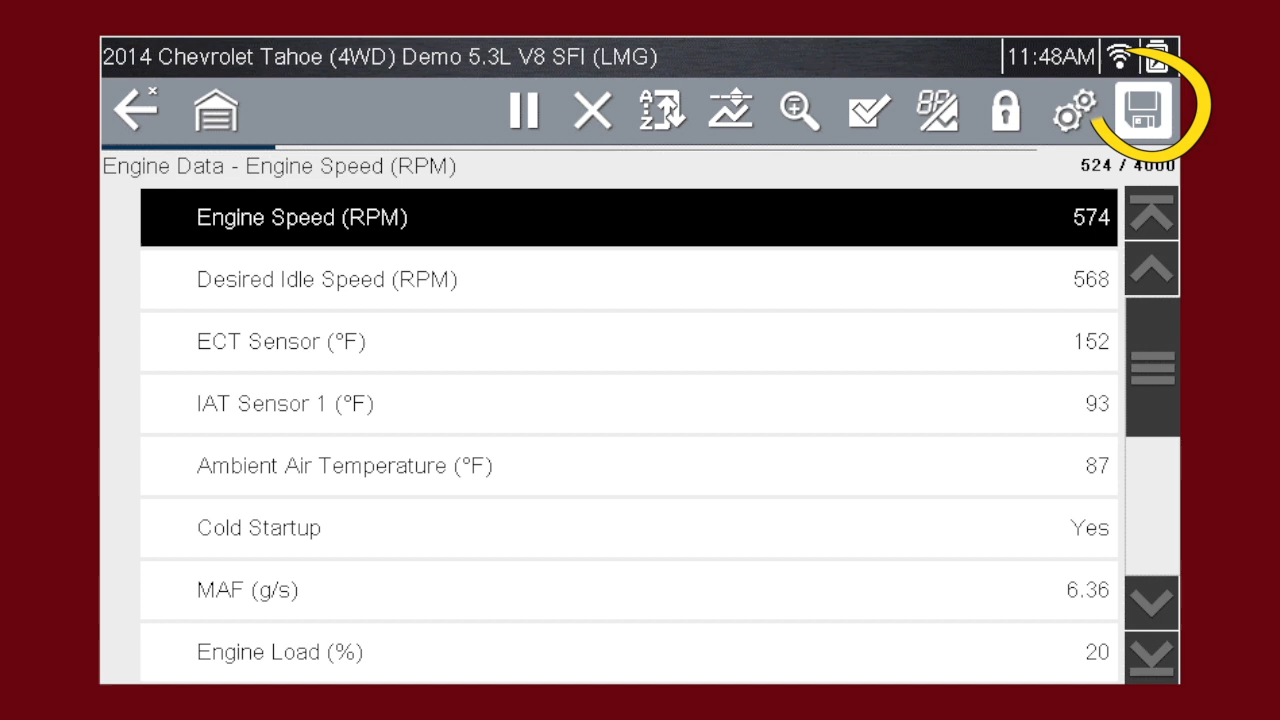 2014 Chevrolet Tahoe (4WD) Demo 5.3L V8 SFI (LMG) 11:48AM
Engine Data - Engine Speed (RPM) 524 / 4000
Engine Speed (RPM) 574
Desired Idle Speed (RPM) 568
ECT Sensor (°F) 152
IAT Sensor 1 (°F) 93
Ambient Air Temperature (°F) 87
Cold Startup Yes
MAF (g/s) 6.36
Engine Load (%) 20